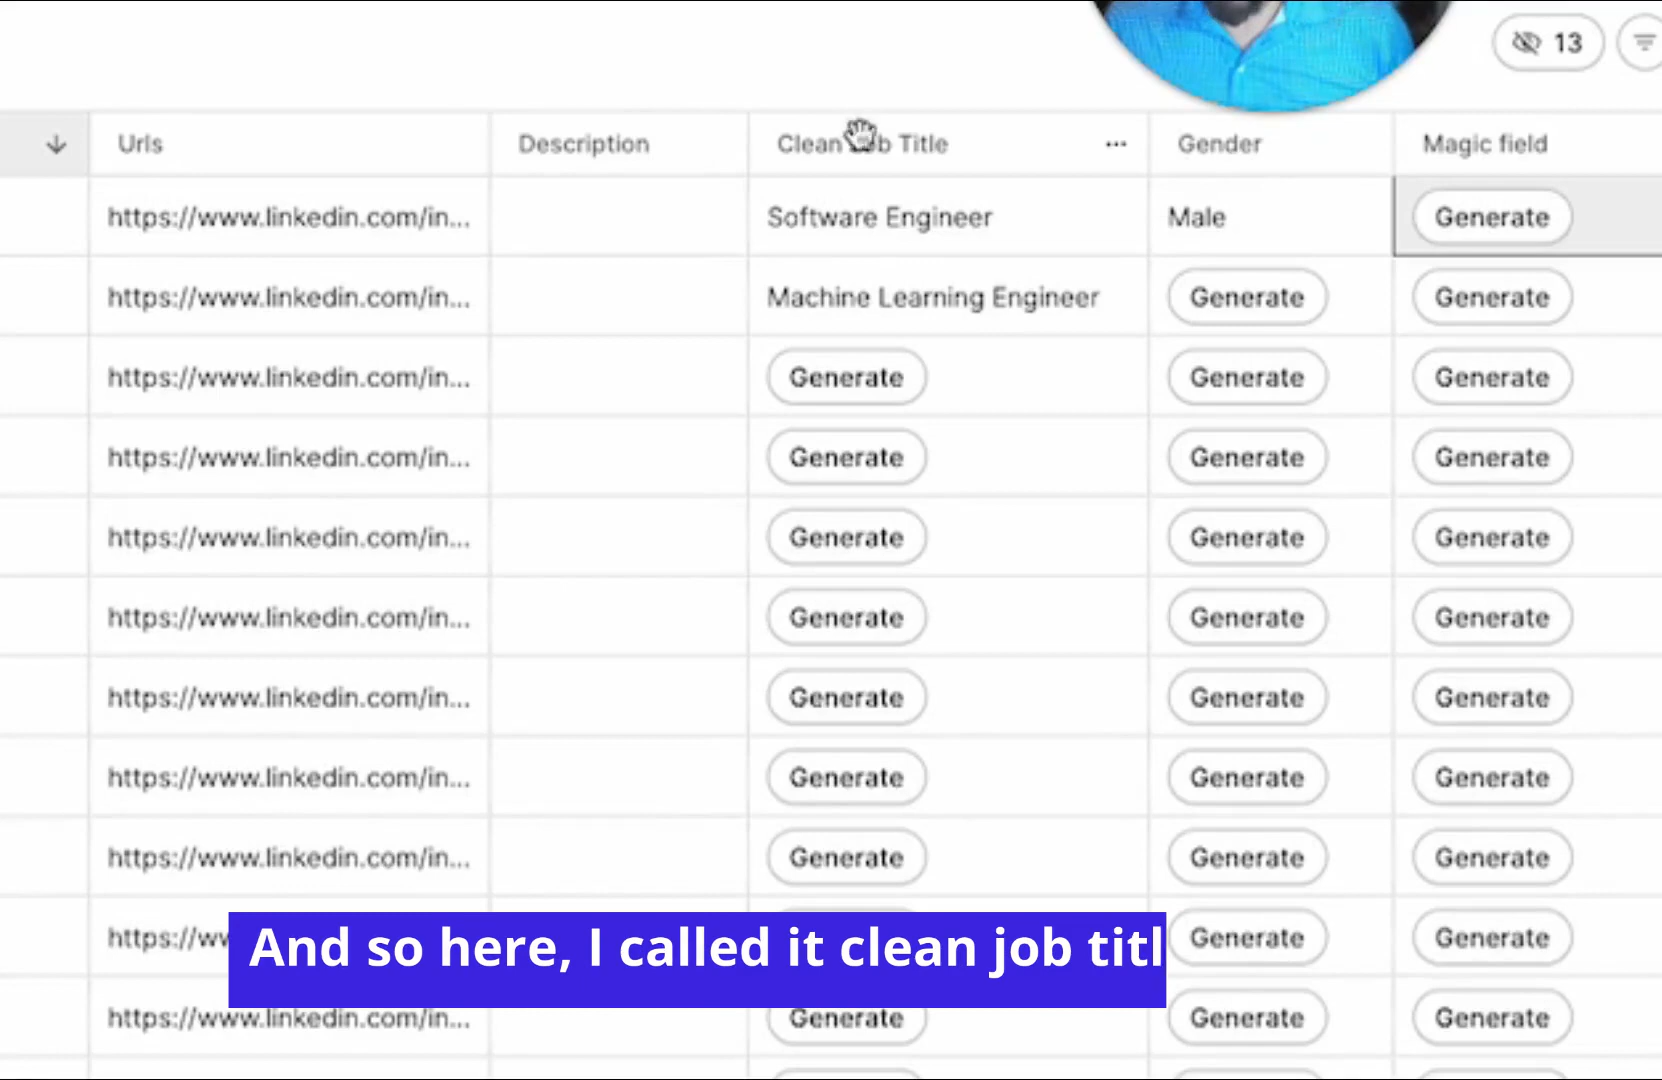 13
Urls Description Clean Job Title ... Gender Magic field
https://www.linkedin.com/in... Software Engineer Male Generate
https://www.linkedin.com/in... Machine Learning Engineer Generate Generate
https://www.linkedin.com/in... Generate Generate Generate
https://www.linkedin.com/in... Generate Generate Generate
https://www.linkedin.com/in... Generate Generate Generate
https://www.linkedin.com/in... Generate Generate Generate
https://www.linkedin.com/in... Generate Generate Generate
https://www.linkedin.com/in... Generate Generate Generate
https://www.linkedin.com/in... Generate Generate Generate
https://ww Generate Generate
And so here, I called it clean job titl
https://www.linkedin.com/in... Generate Generate Generate